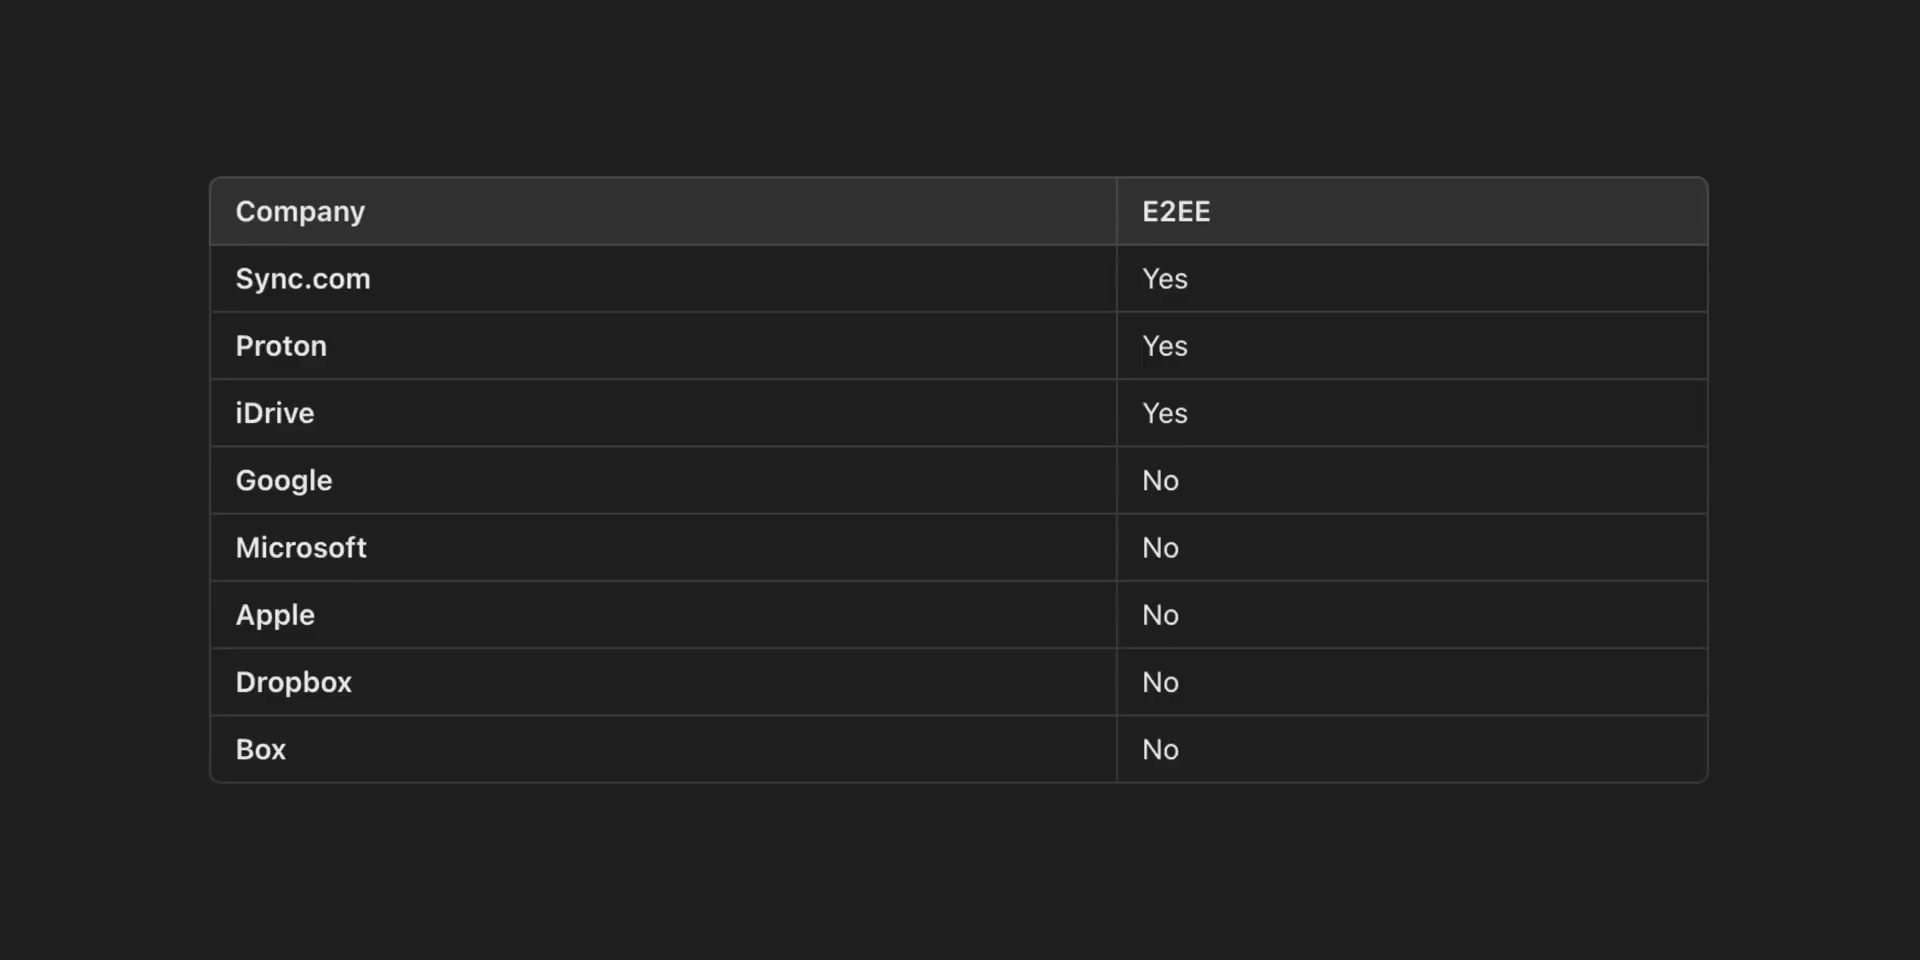 Company E2EE
Sync.com Yes
Proton Yes
iDrive Yes
Google No
Microsoft No
Apple No
Dropbox No
Box No